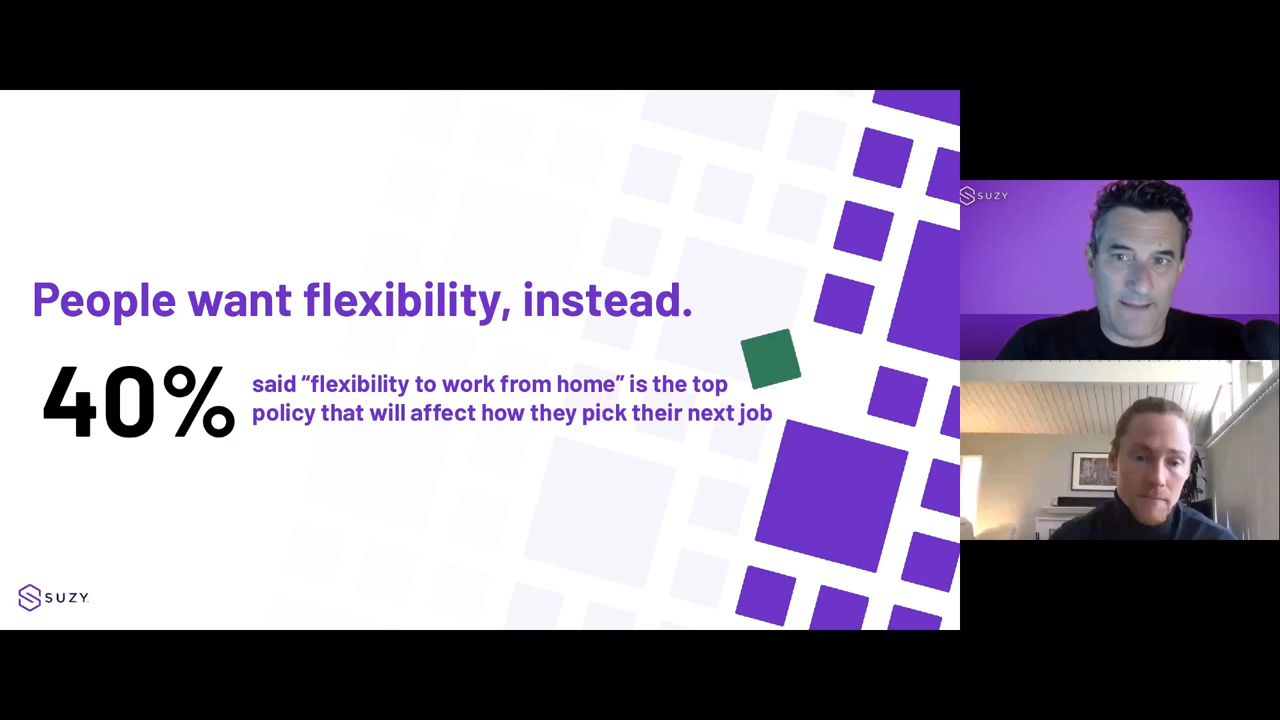 People want flexibility, instead.
40%
said “flexibility to work from home” is the top
policy that will affect how they pick their next job
SUZY
SUZY